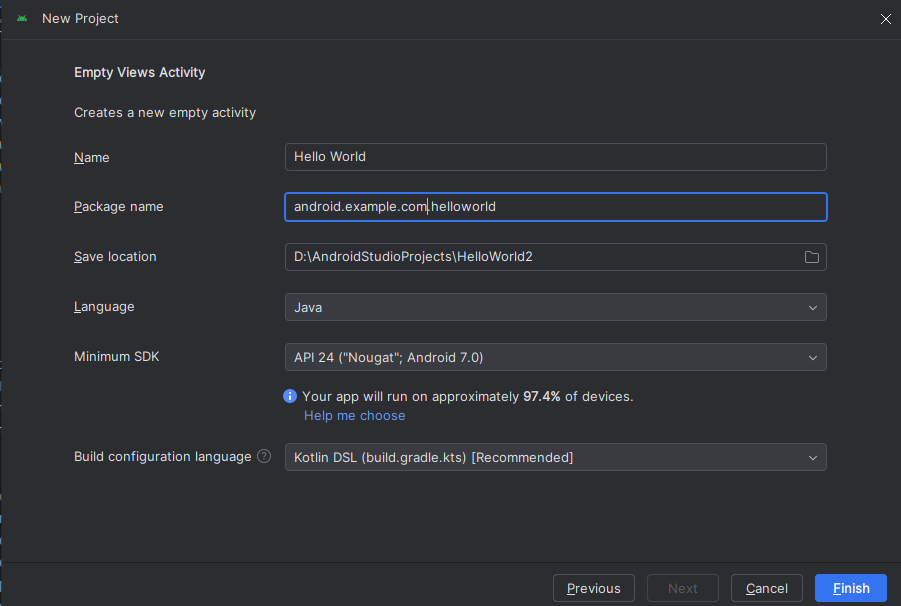 New Project
Empty Views Activity
Creates a new empty activity
Name
Hello World
Package name
android.example.com.helloworld
Save location
D:\AndroidStudioProjects\HelloWorld2
Language
Java
Minimum SDK
API 24 ("Nougat"; Android 7.0)
Your app will run on approximately 97.4% of devices.
Help me choose
Build configuration language ?
Kotlin DSL (build.gradle.kts) [Recommended]
Previous Next Cancel Finish